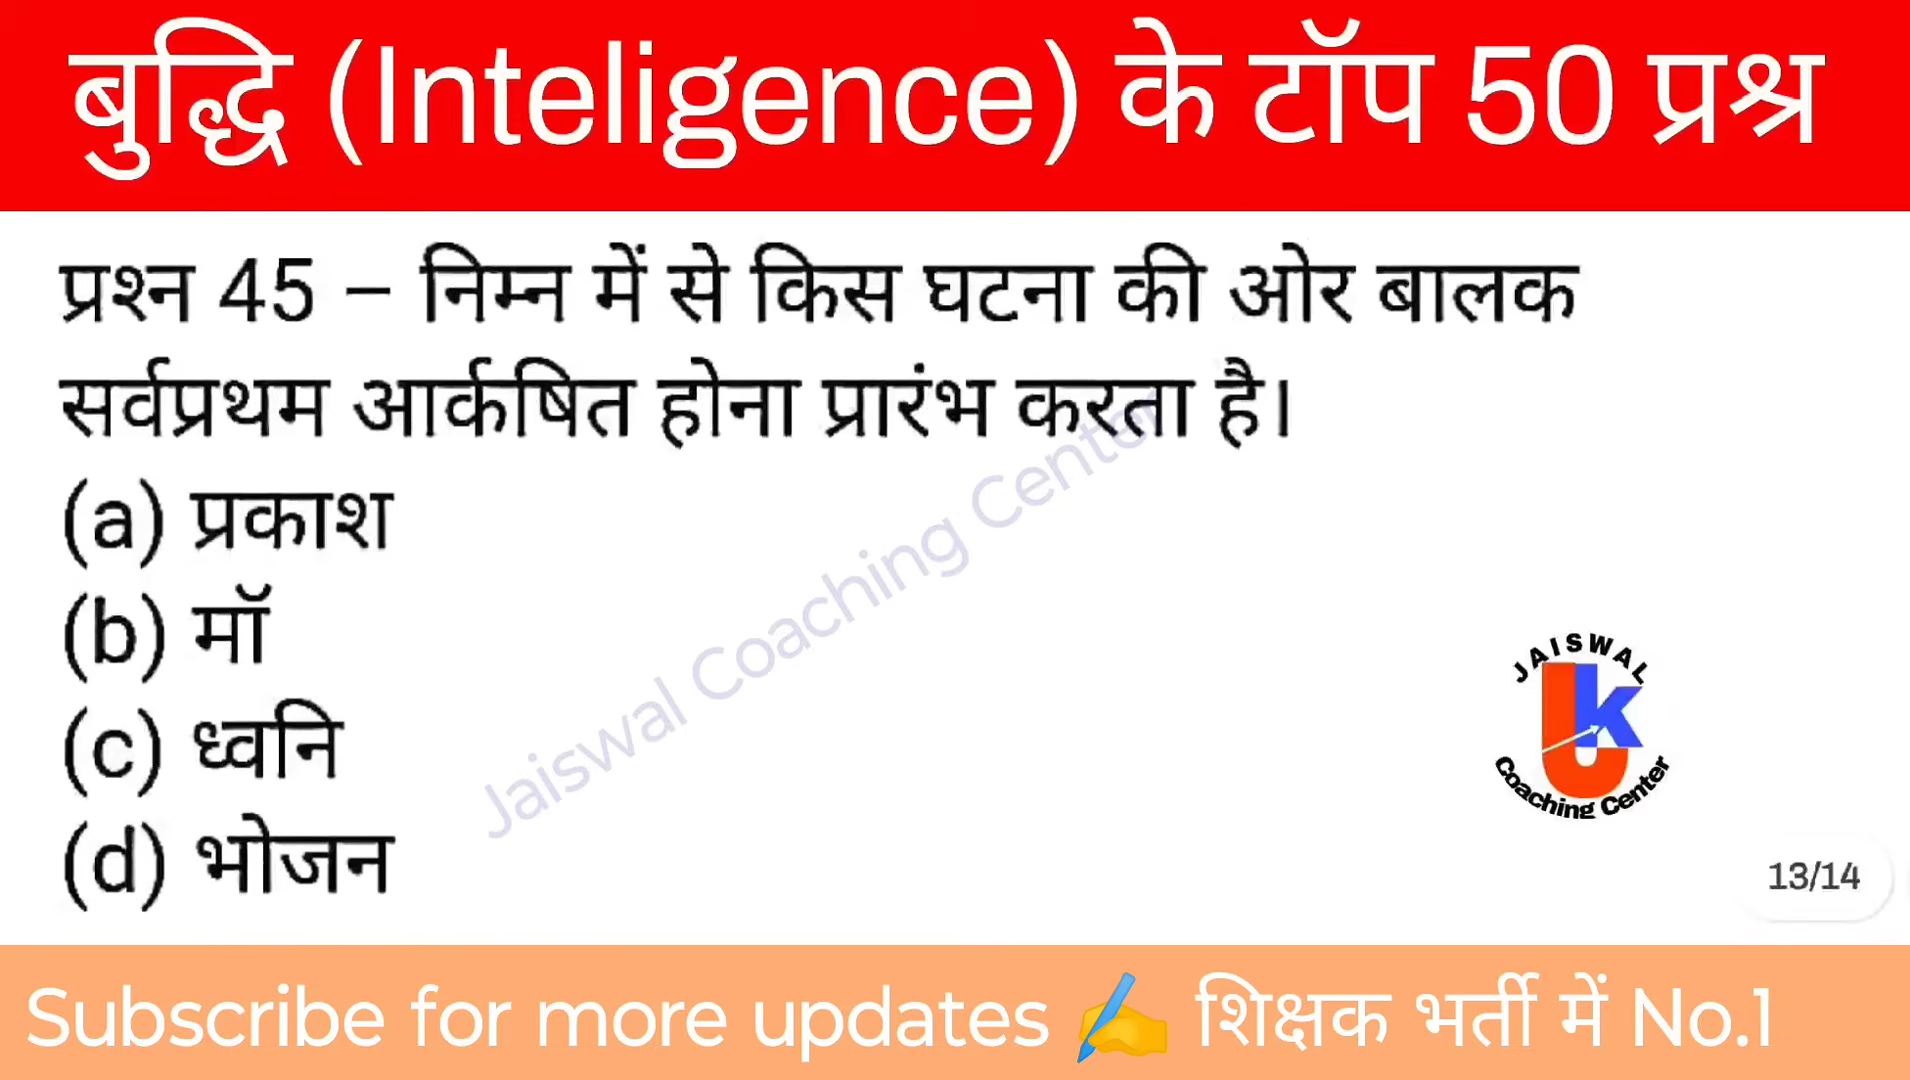 बुद्धि (Inteligence) के टॉप 50 प्रश्न
प्रश्न 45 – निम्न में से किस घटना की ओर बालक
सर्वप्रथम आर्कषित होना प्रारंभ करता है।
(a) प्रकाश
(b) मॉ
(c) ध्वनि
(d) भोजन
Jaiswal Coaching Center
JAISWAL
JK
Coaching Center
13/14
Subscribe for more updates ✍️ शिक्षक भर्ती में No.1